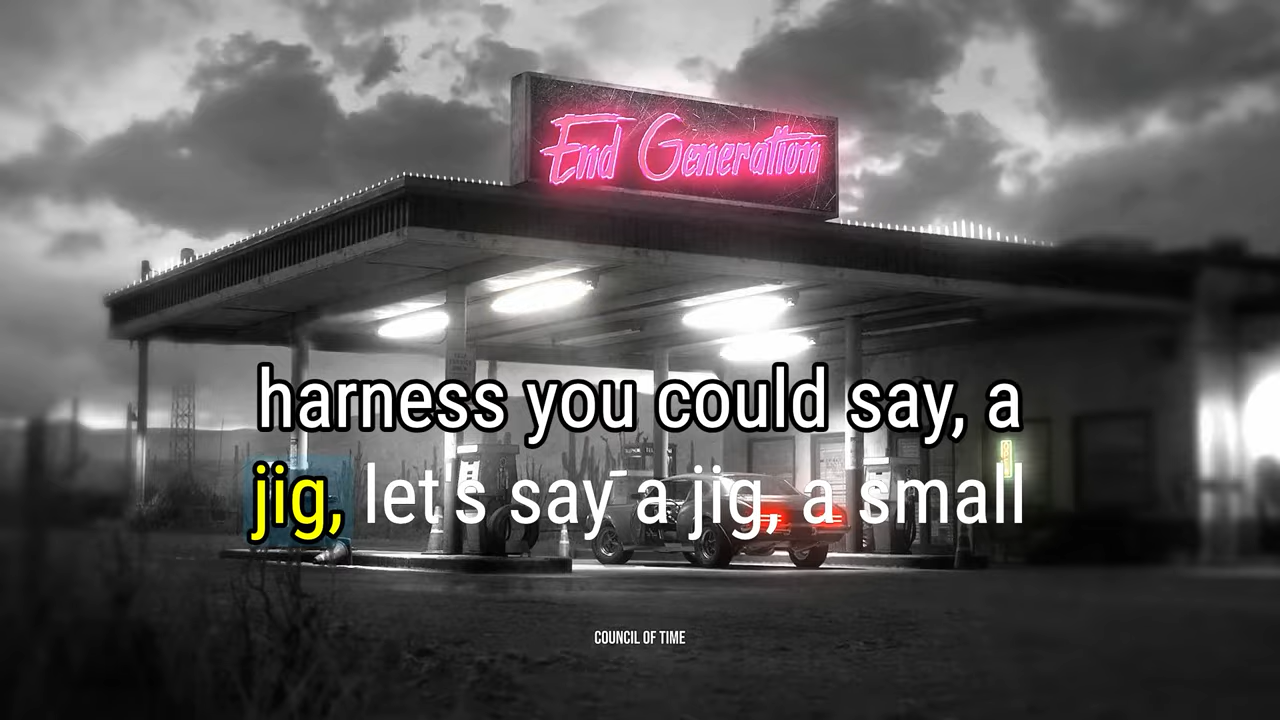 End Generation
harness you could say, a
jig, let's say a jig, a small
COUNCIL OF TIME